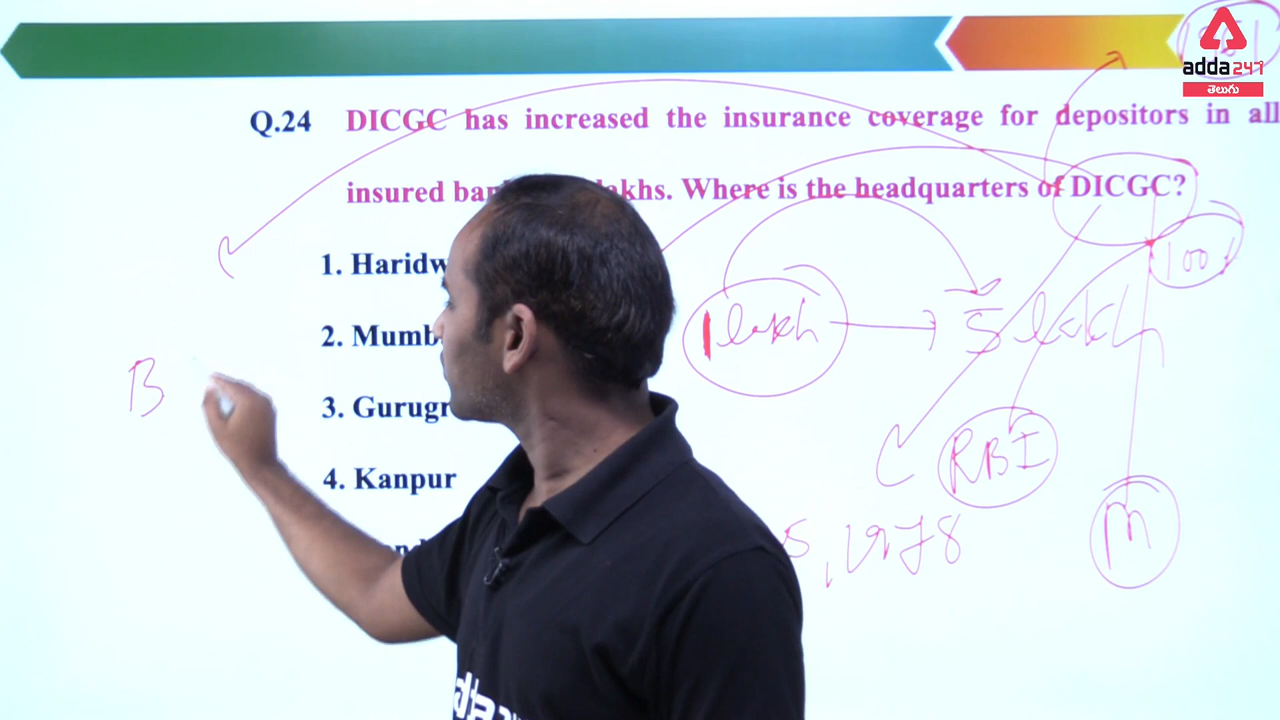 adda247
తెలుగు
Q.24 DICGC has increased the insurance coverage for depositors in all
insured lakhs. Where is the headquarters of DICGC?
1. Haridw
100%
2. Mumb
1 lakh 5 lakh
B
3. Gurugr
RBI
4. Kanpur
1978
m
adda247